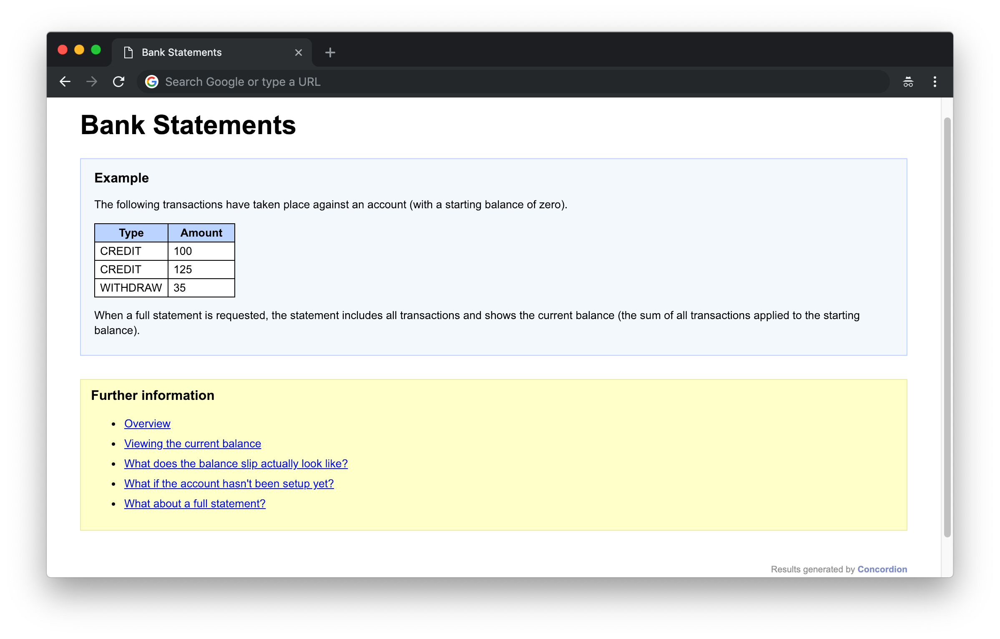 Bank Statements
Search Google or type a URL
Bank Statements
Example
The following transactions have taken place against an account (with a starting balance of zero).
Type Amount
CREDIT 100
CREDIT 125
WITHDRAW 35
When a full statement is requested, the statement includes all transactions and shows the current balance (the sum of all transactions applied to the starting
balance).
Further information
• Overview
• Viewing the current balance
• What does the balance slip actually look like?
• What if the account hasn't been setup yet?
• What about a full statement?
Results generated by Concordion